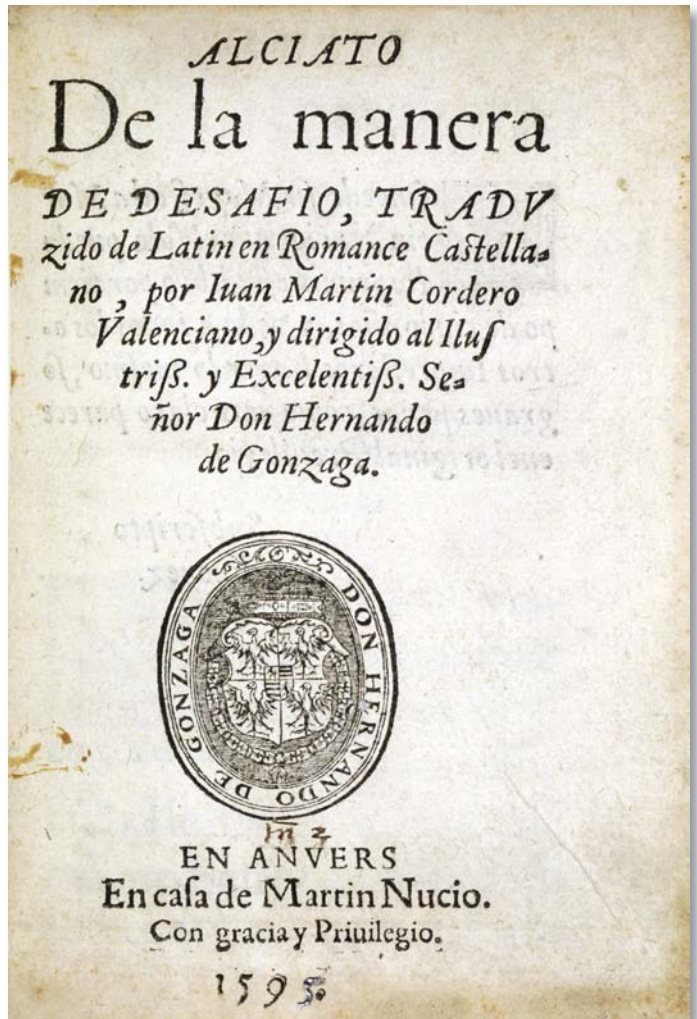 ALCIATO
De la manera
DE DESAFIO, TRADV
zido de Latin en Romance Castella=
no, por Iuan Martin Cordero
Valenciano, y dirigido al Iluſ
triß. y Excelentiß. Se=
ñor Don Hernando
de Gonzaga.
DON HERNANDO DE GONZAGA
EN ANVERS
En caſa de Martin Nucio.
Con gracia y Priuilegio.